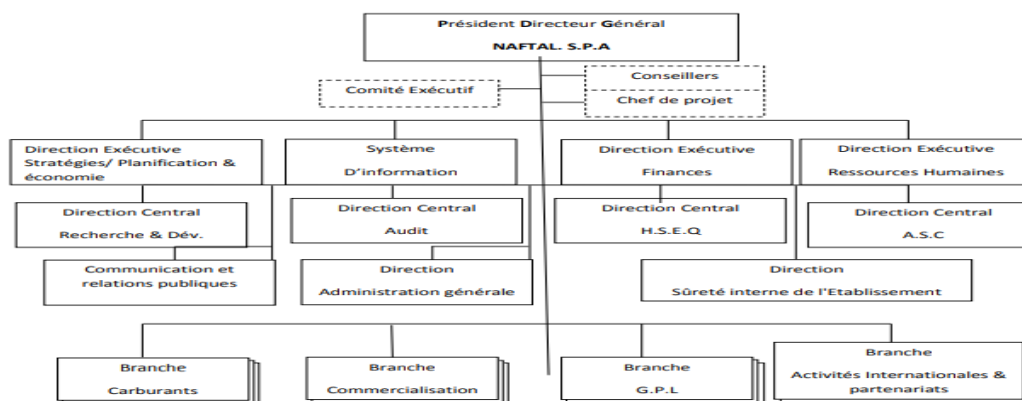 Président Directeur Général
NAFTAL. S.P.A
Conseillers
Comité Exécutif
Chef de projet
Direction Exécutive
Stratégies/ Planification &
économie
Système
D'information
Direction Exécutive
Finances
Direction Exécutive
Ressources Humaines
Direction Central
Recherche & Dév.
Direction Central
Audit
Direction Central
H.S.E.Q
Direction Central
A.S.C
Communication et
relations publiques
Direction
Administration générale
Direction
Sûreté interne de l'Etablissement
Branche
Carburants
Branche
Commercialisation
Branche
G.P.L
Branche
Activités Internationales &
partenariats